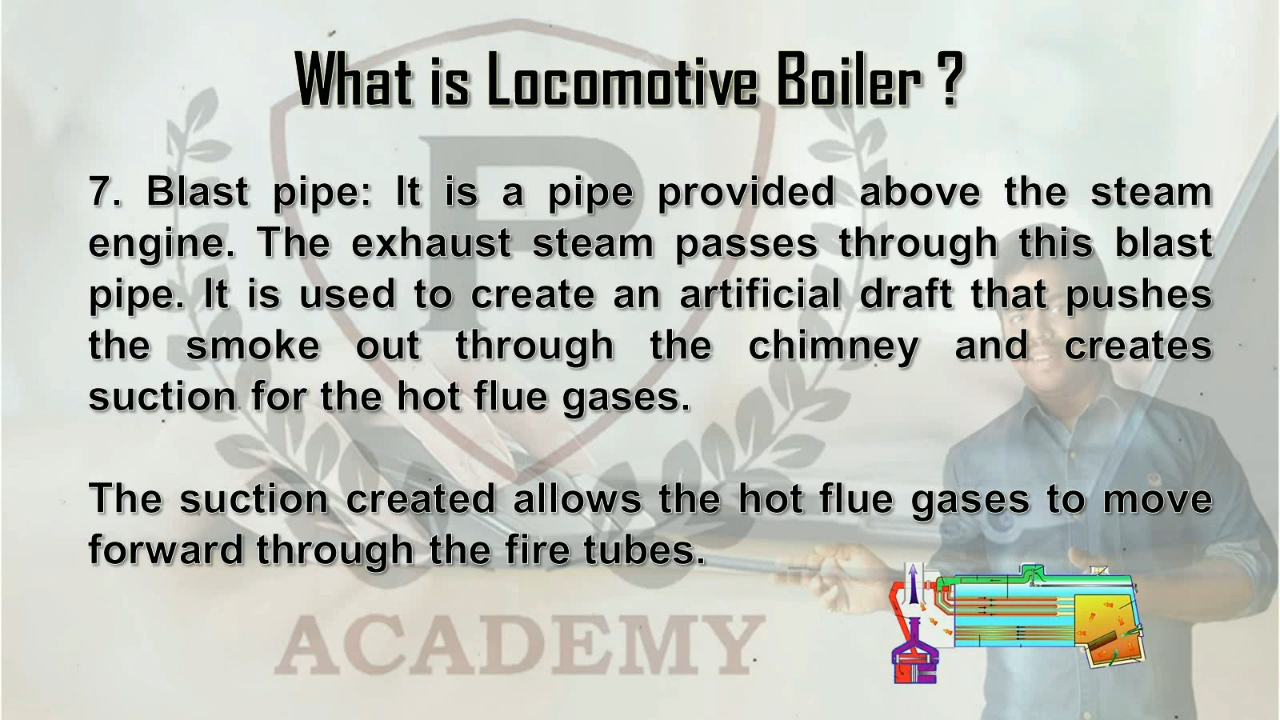 What is Locomotive Boiler ?
7. Blast pipe: It is a pipe provided above the steam
engine. The exhaust steam passes through this blast
pipe. It is used to create an artificial draft that pushes
the smoke out through the chimney and creates
suction for the hot flue gases.
The suction created allows the hot flue gases to move
forward through the fire tubes.
P
ACADEMY